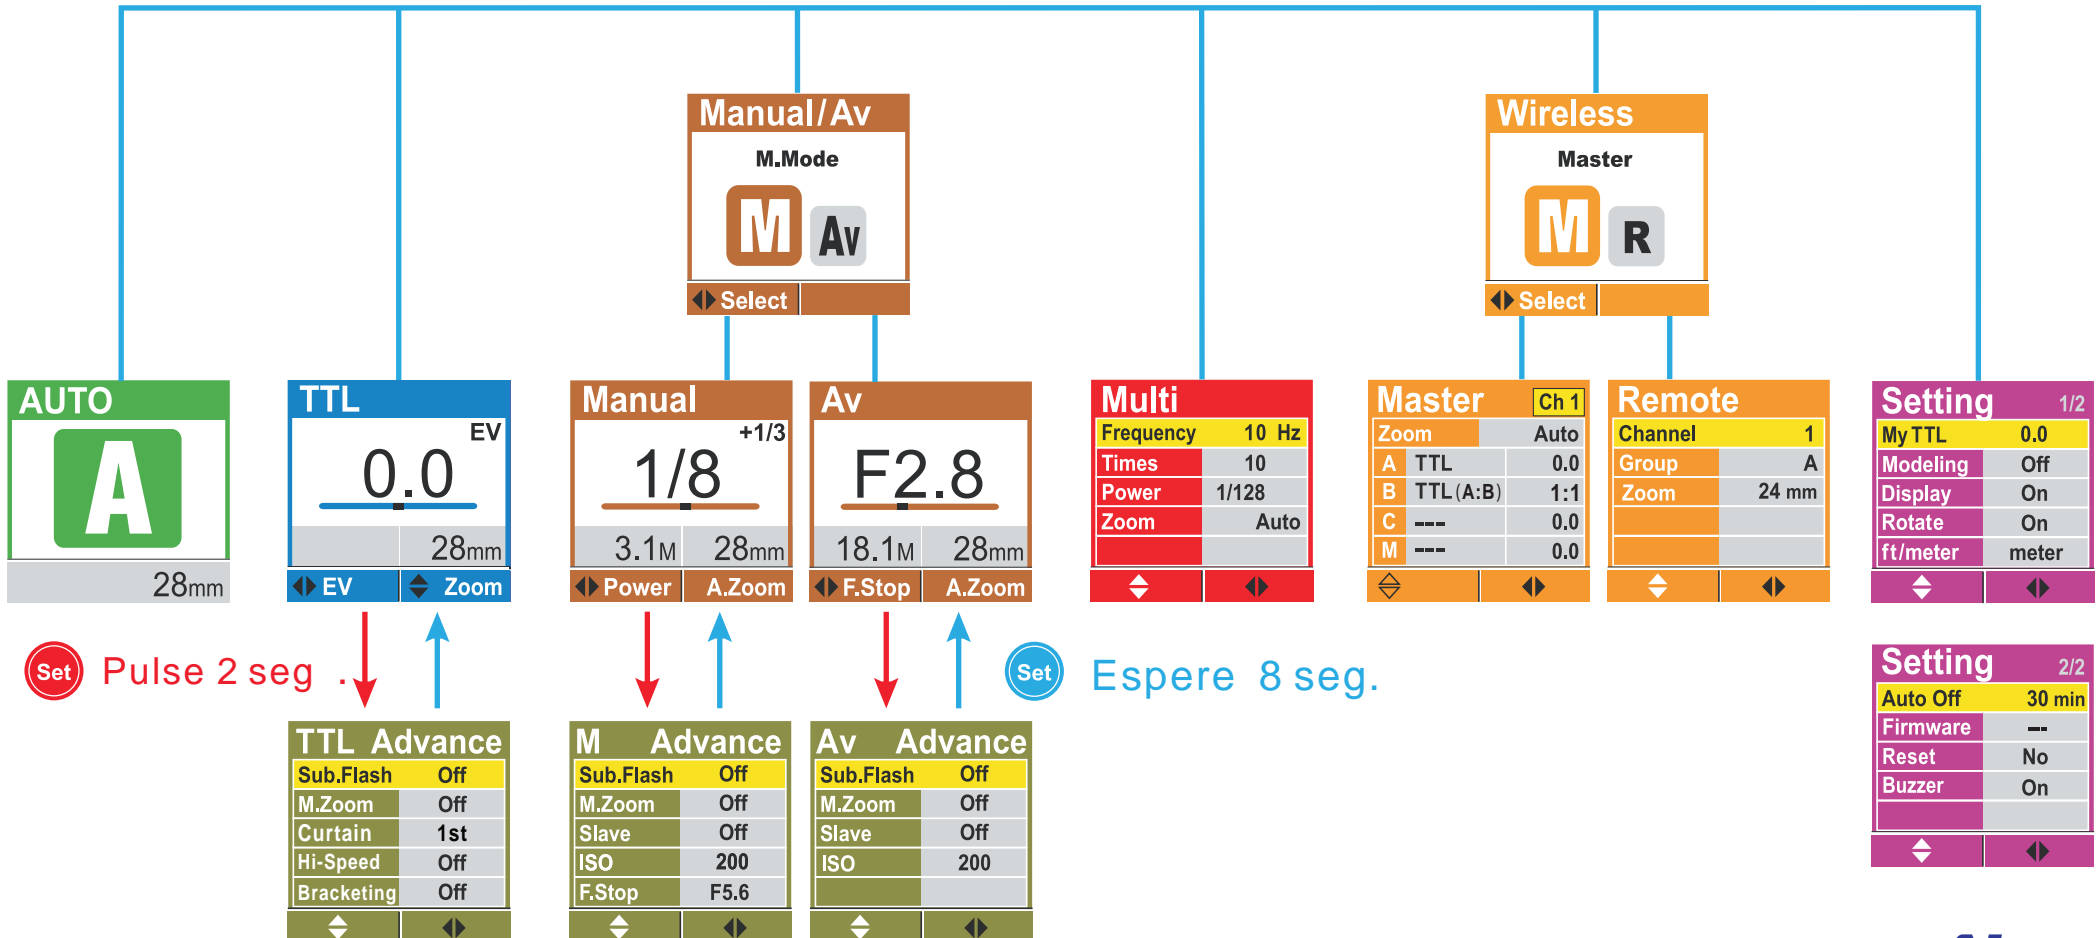 Manual/Av
M.Mode
M Av
Select
Wireless
Master
M R
Select
AUTO
A
28mm
TTL
EV
0.0
28mm
EV Zoom
Manual
+1/3
1/8
3.1M 28mm
Power A.Zoom
Av
F2.8
18.1M 28mm
F.Stop A.Zoom
Multi
Frequency 10 Hz
Times 10
Power 1/128
Zoom Auto
Master Ch 1
Zoom Auto
A TTL 0.0
B TTL(A:B) 1:1
C --- 0.0
M --- 0.0
Remote
Channel 1
Group A
Zoom 24 mm
Setting 1/2
My TTL 0.0
Modeling Off
Display On
Rotate On
ft/meter meter
Set Pulse 2 seg .
Set Espere 8 seg.
TTL Advance
Sub.Flash Off
M.Zoom Off
Curtain 1st
Hi-Speed Off
Bracketing Off
M Advance
Sub.Flash Off
M.Zoom Off
Slave Off
ISO 200
F.Stop F5.6
Av Advance
Sub.Flash Off
M.Zoom Off
Slave Off
ISO 200
Setting 2/2
Auto Off 30 min
Firmware --
Reset No
Buzzer On